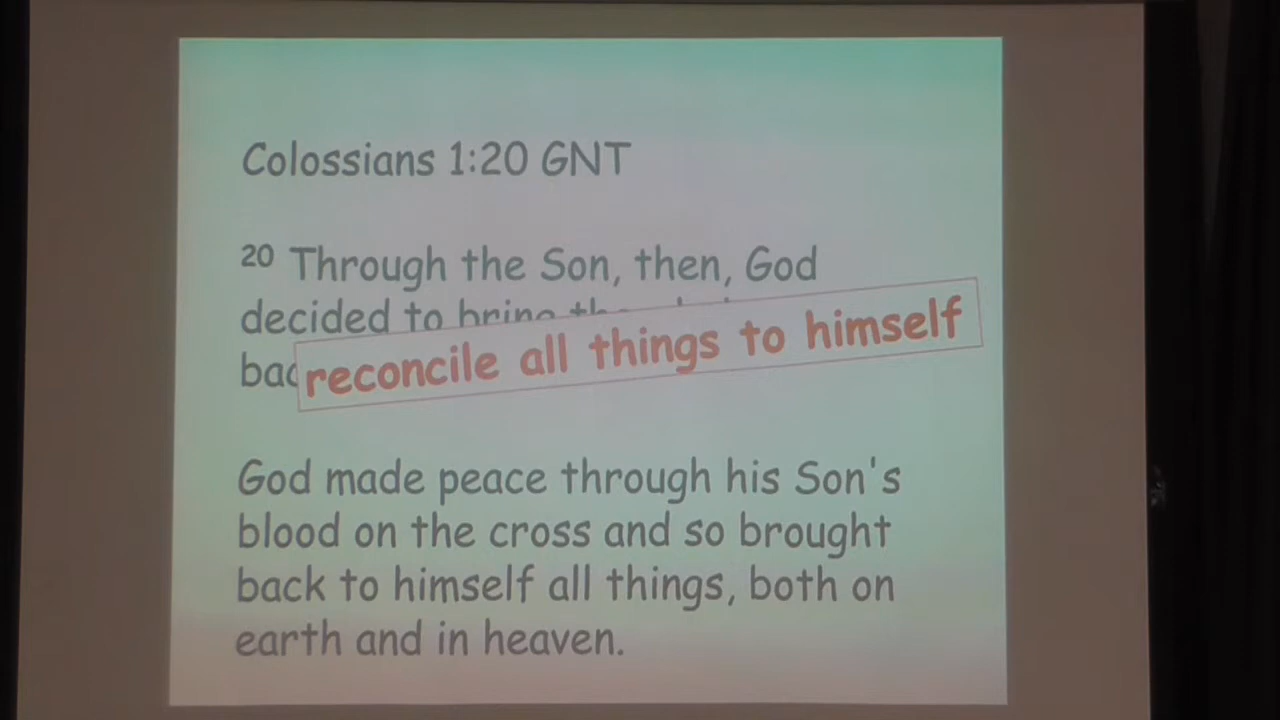 Colossians 1:20 GNT
20 Through the Son, then, God
decided to bring
reconcile all things to himself
God made peace through his Son's
blood on the cross and so brought
back to himself all things, both on
earth and in heaven.